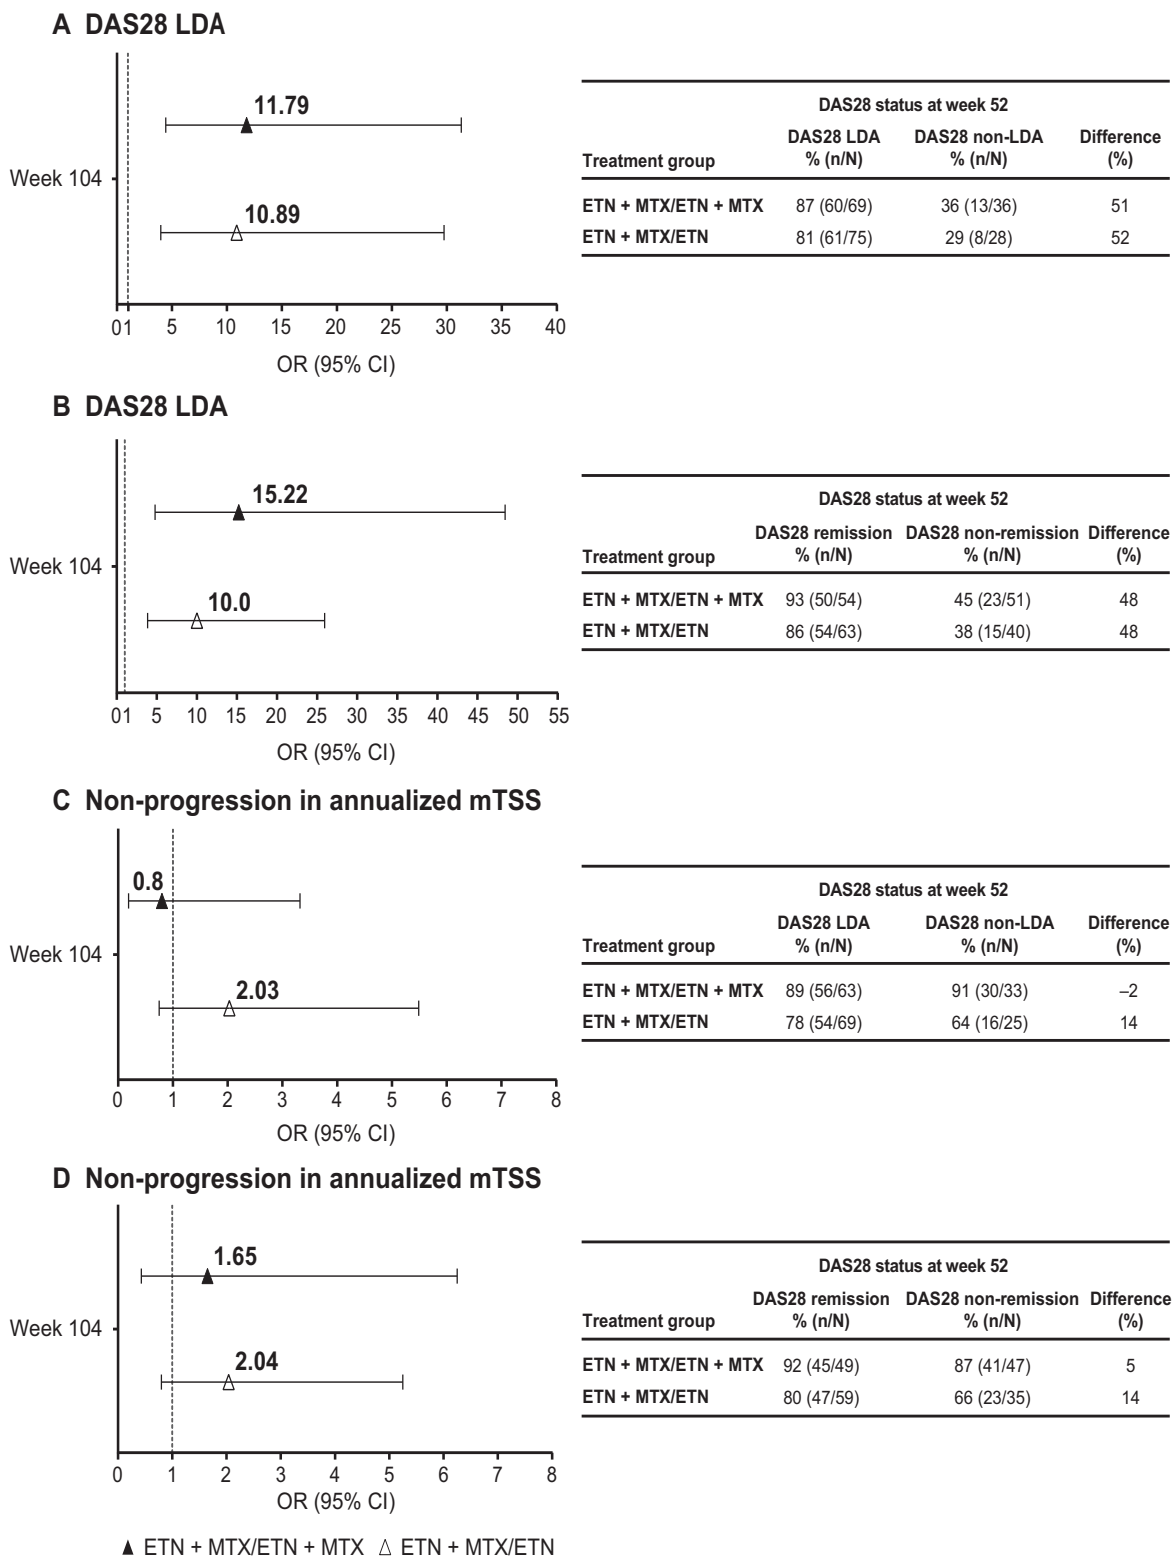 A DAS28 LDA
11.79
10.89
Week 104
01 5 10 15 20 25 30 35 40
OR (95% CI)
DAS28 status at week 52
Treatment group DAS28 LDA % (n/N) DAS28 non-LDA % (n/N) Difference (%)
ETN + MTX/ETN + MTX 87 (60/69) 36 (13/36) 51
ETN + MTX/ETN 81 (61/75) 29 (8/28) 52
B DAS28 LDA
15.22
10.0
Week 104
01 5 10 15 20 25 30 35 40 45 50 55
OR (95% CI)
DAS28 status at week 52
Treatment group DAS28 remission % (n/N) DAS28 non-remission % (n/N) Difference (%)
ETN + MTX/ETN + MTX 93 (50/54) 45 (23/51) 48
ETN + MTX/ETN 86 (54/63) 38 (15/40) 48
C Non-progression in annualized mTSS
0.8
2.03
Week 104
0 1 2 3 4 5 6 7 8
OR (95% CI)
DAS28 status at week 52
Treatment group DAS28 LDA % (n/N) DAS28 non-LDA % (n/N) Difference (%)
ETN + MTX/ETN + MTX 89 (56/63) 91 (30/33) –2
ETN + MTX/ETN 78 (54/69) 64 (16/25) 14
D Non-progression in annualized mTSS
1.65
2.04
Week 104
0 1 2 3 4 5 6 7 8
OR (95% CI)
DAS28 status at week 52
Treatment group DAS28 remission % (n/N) DAS28 non-remission % (n/N) Difference (%)
ETN + MTX/ETN + MTX 92 (45/49) 87 (41/47) 5
ETN + MTX/ETN 80 (47/59) 66 (23/35) 14
▲ ETN + MTX/ETN + MTX △ ETN + MTX/ETN